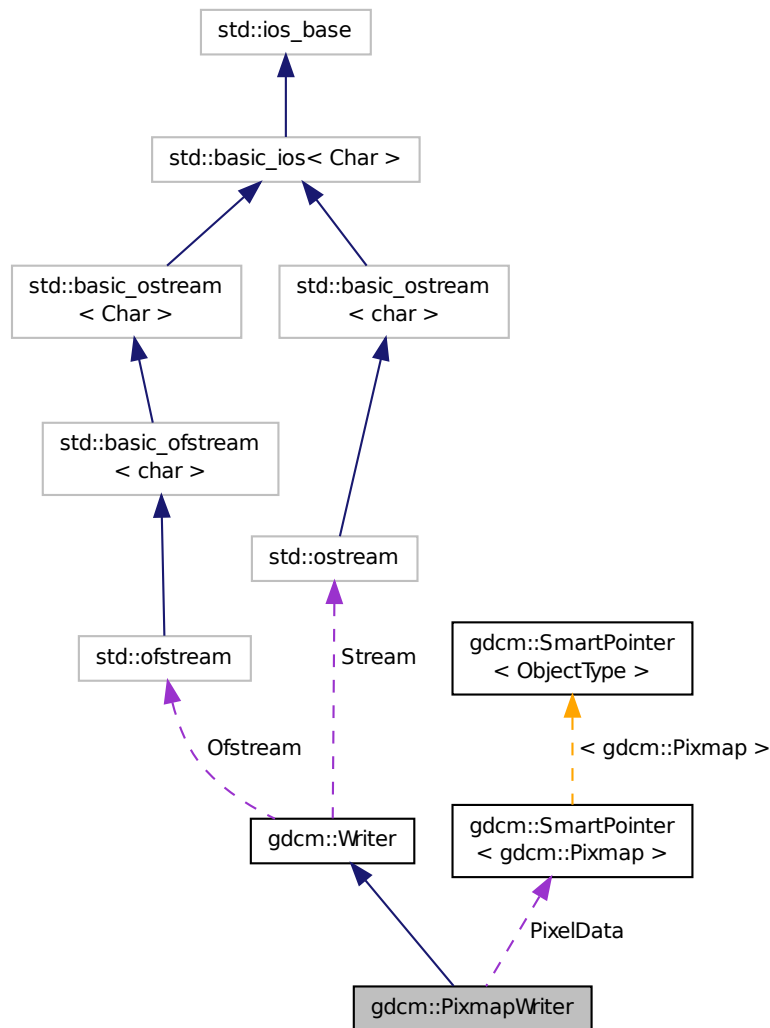 std::ios_base
std::basic_ios< Char >
std::basic_ostream
< Char >
std::basic_ostream
< char >
std::basic_ofstream
< char >
std::ostream
std::ofstream
Stream
gdcm::SmartPointer
< ObjectType >
Ofstream
< gdcm::Pixmap >
gdcm::Writer
gdcm::SmartPointer
< gdcm::Pixmap >
PixelData
gdcm::PixmapWriter